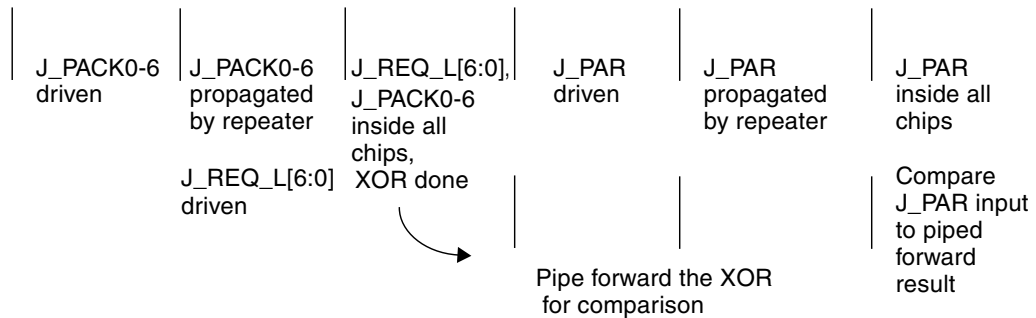 J_PACK0-6
driven
J_PACK0-6
propagated
by repeater
J_REQ_L[6:0]
driven
J_REQ_L[6:0],
J_PACK0-6
inside all
chips,
XOR done
J_PAR
driven
J_PAR
propagated
by repeater
J_PAR
inside all
chips
Compare
J_PAR input
to piped
forward
result
Pipe forward the XOR
for comparison